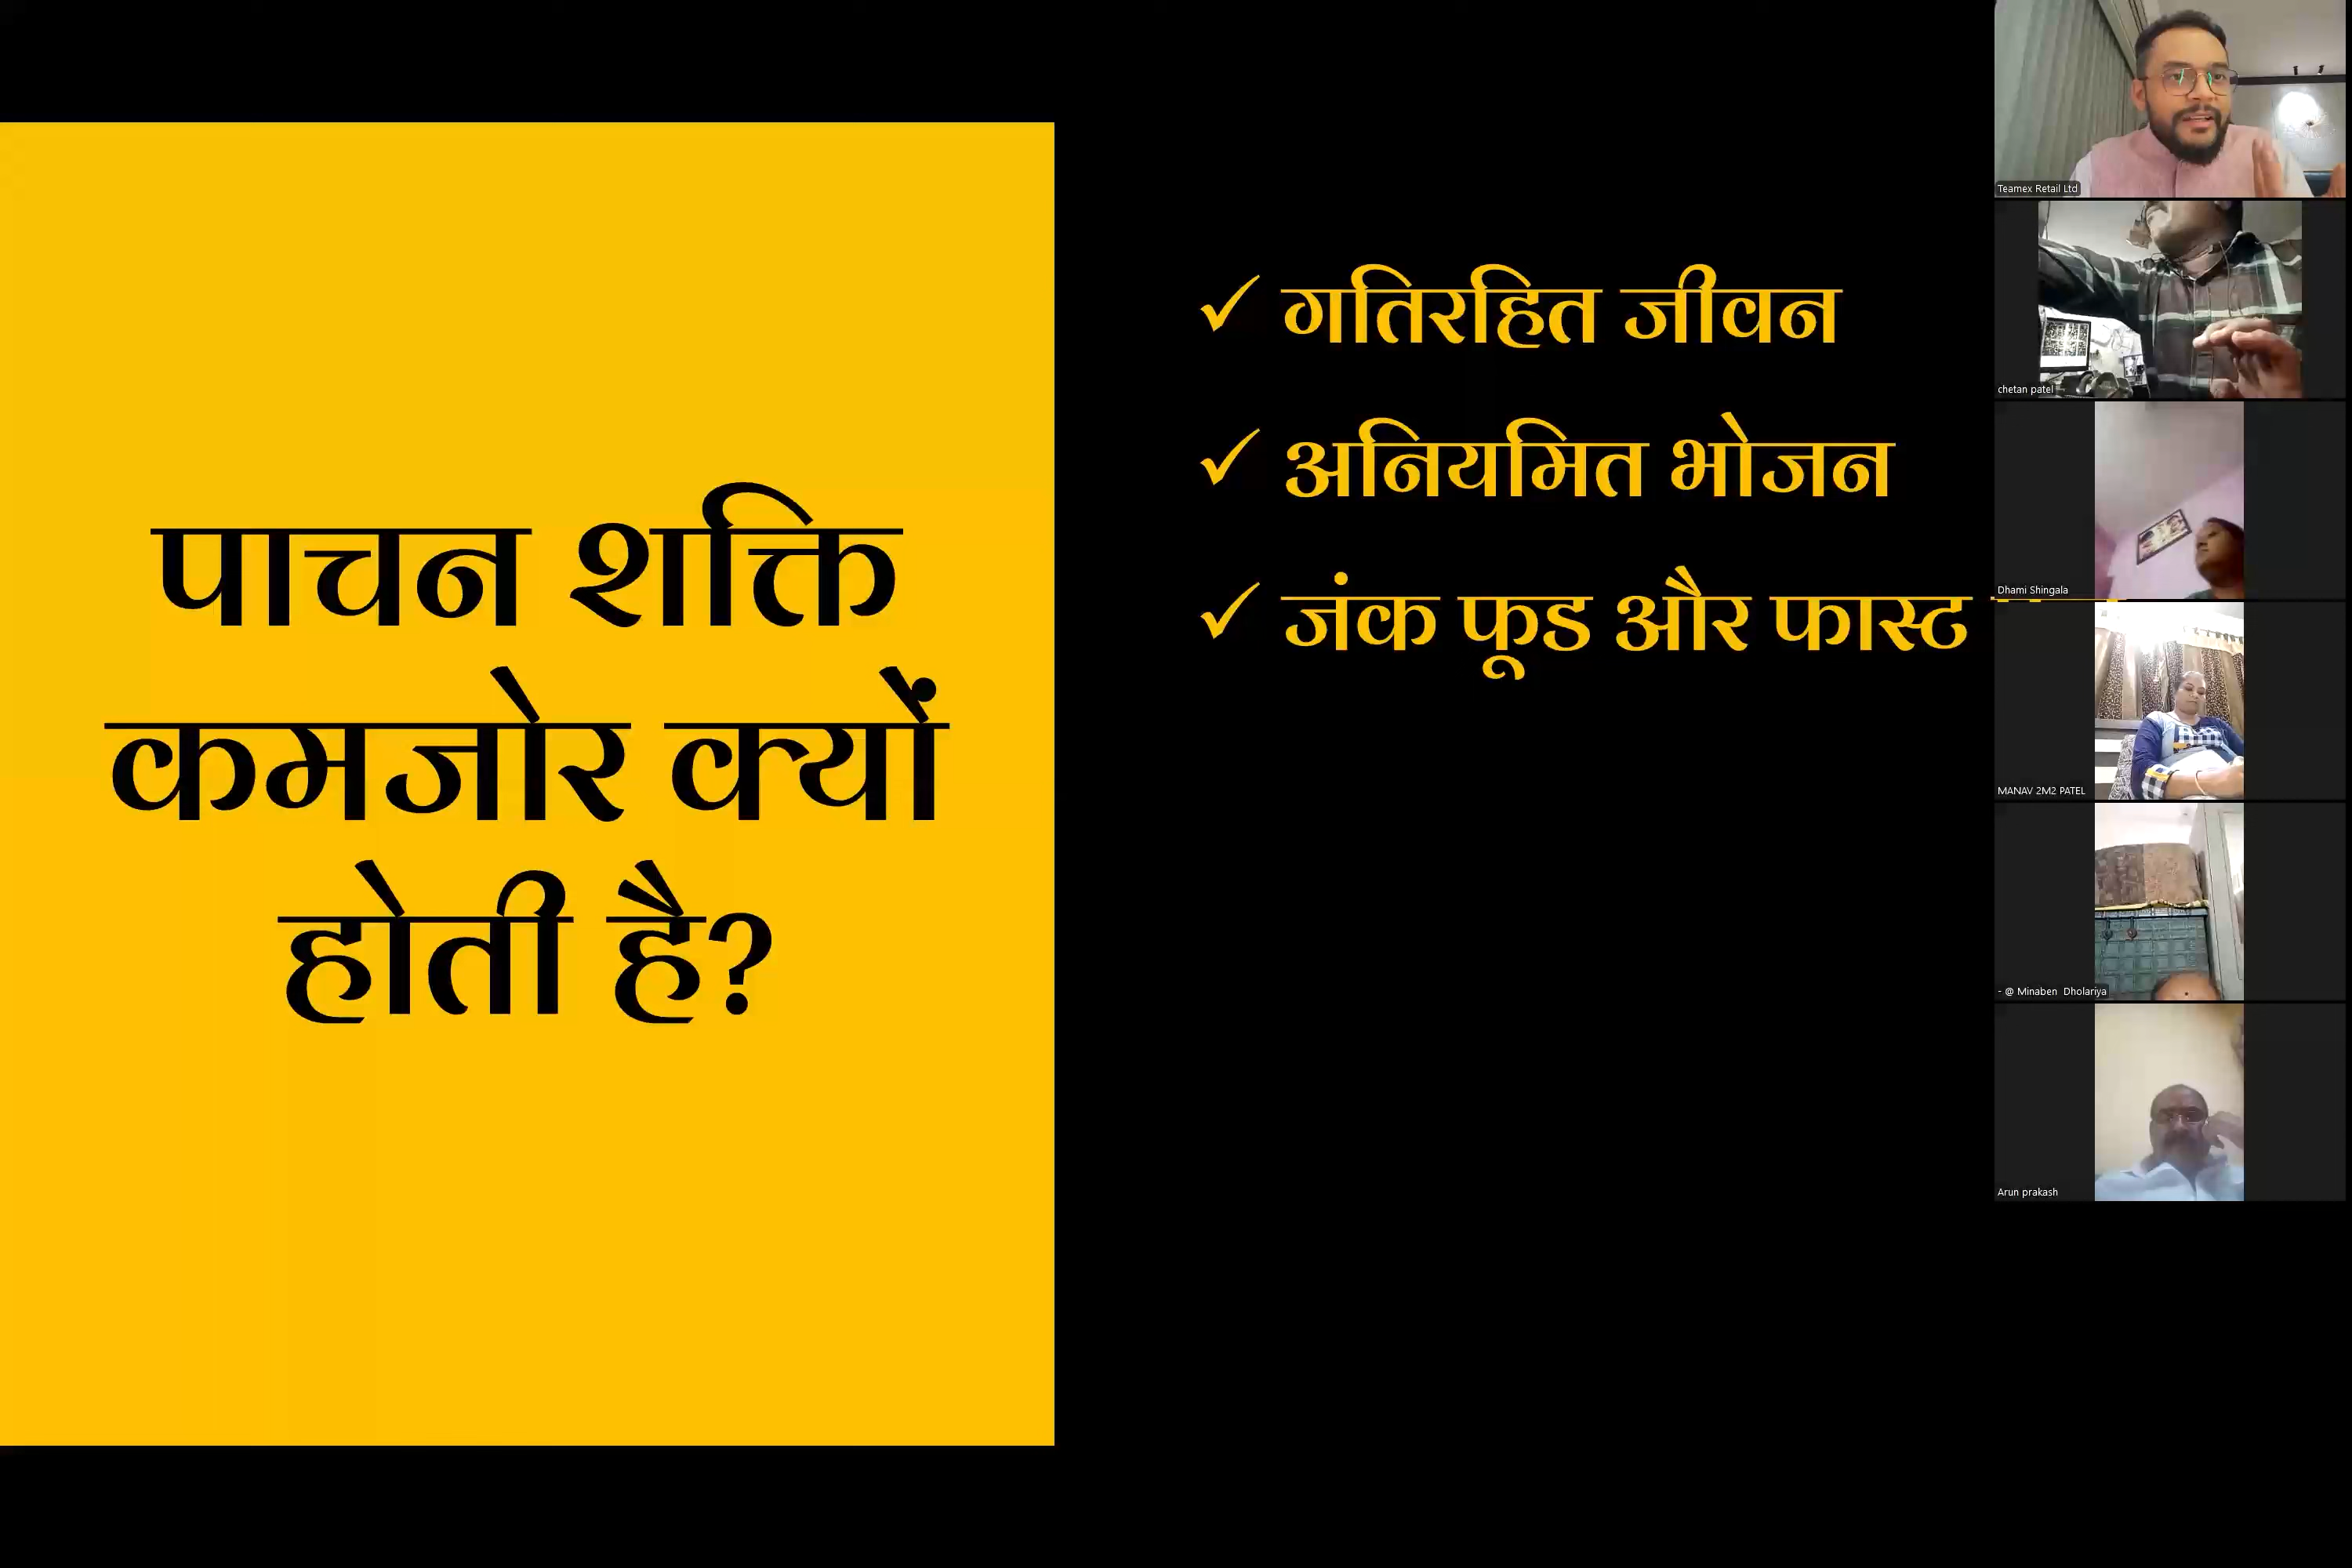 पाचन शक्ति
कमजोर क्यों
होती है?
✓ गतिरहित जीवन
✓ अनियमित भोजन
✓ जंक फूड और फास्ट
Teamex Retail Ltd
chetan patel
Dhami Shingala
MANAV 2M2 PATEL
- @ Minaben Dholariya
Arun prakash